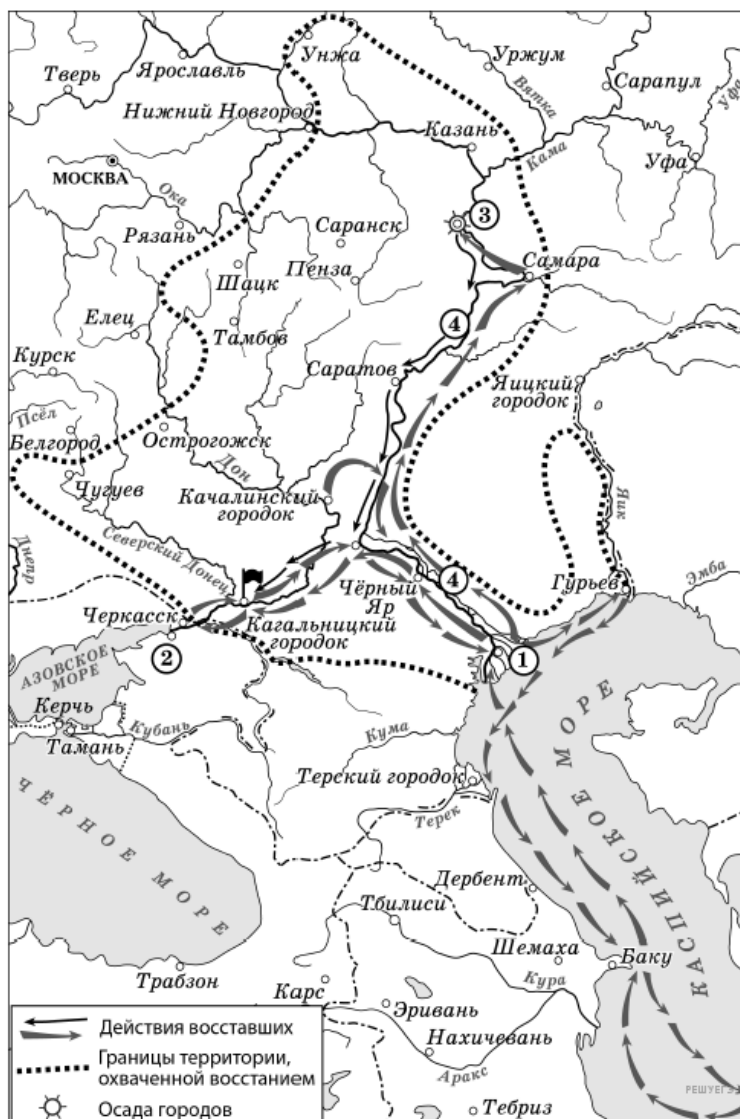 Унжа
Уржум
Ярославль
Тверь
Вятка
Сарапул
Уфа
Нижний Новгород
Казань
Кама
Уфа
МОСКВА
Ока
3
Рязань
Саранск
Самара
Шацк
Пенза
4
Елец
Тамбов
Курск
Саратов
Яицкий
городок
Псёл
Белгород
Острогожск
Дон
Чугуев
Качалинский
городок
Яик
Северский Донец
Днепр
4
Чёрный
Яр
Гурьев
Эмба
Черкасск
Кагальницкий
городок
2
1
АЗОВСКОЕ
МОРЕ
Керчь
Тамань
Кубань
Кума
Терский городок
Терек
ЧЁРНОЕ МОРЕ
КАСПИЙСКОЕ МОРЕ
Дербент
Тбилиси
Шемаха
Баку
Трабзон
Кура
Карс
Эривань
Нахичевань
Аракс
Тебриз
Действия восставших
Границы территории,
охваченной восстанием
Осада городов